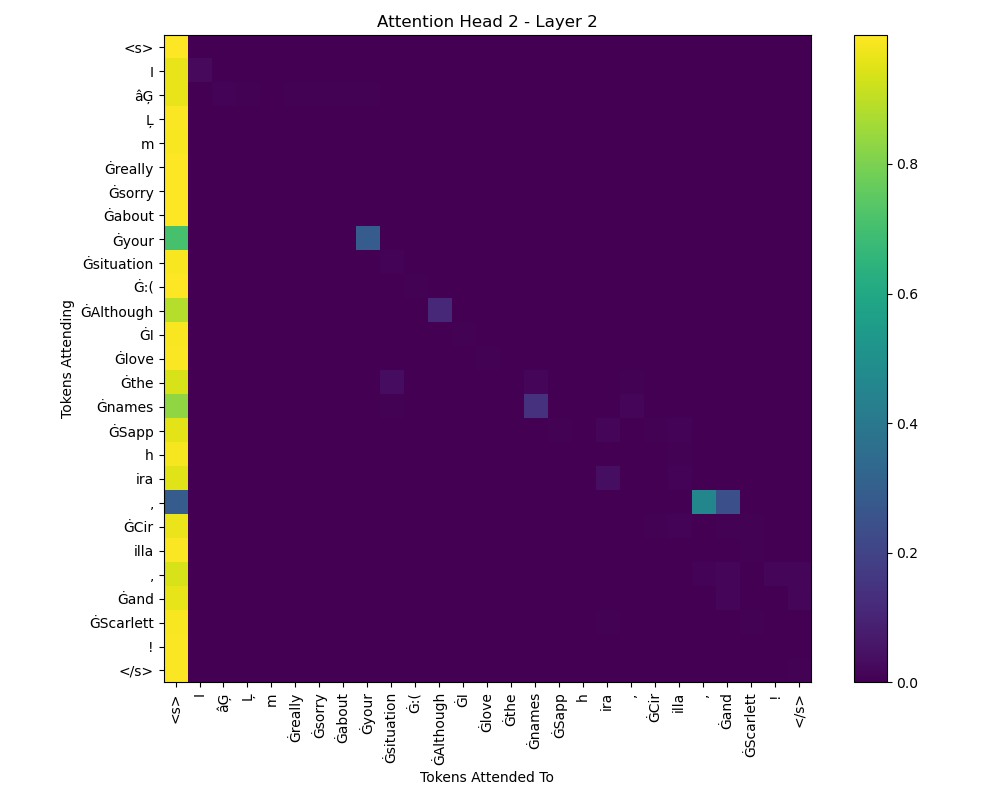 Attention Head 2 - Layer 2
Tokens Attending
<s>
I
âĢ
Ļ
m
Ġreally
Ġsorry
Ġabout
Ġyour
Ġsituation
Ġ:(
ĠAlthough
ĠI
Ġlove
Ġthe
Ġnames
ĠSapp
h
ira
,
ĠCir
illa
,
Ġand
ĠScarlett
!
</s>
<s>
I
âĢ
Ļ
m
Ġreally
Ġsorry
Ġabout
Ġyour
Ġsituation
Ġ:(
ĠAlthough
ĠI
Ġlove
Ġthe
Ġnames
ĠSapp
h
ira
,
ĠCir
illa
,
Ġand
ĠScarlett
!
</s>
Tokens Attended To
0.8
0.6
0.4
0.2
0.0